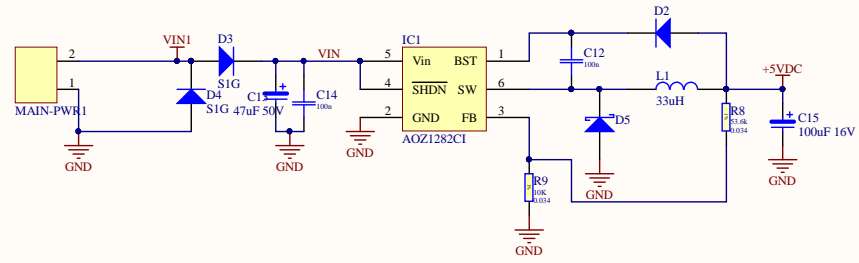 MAIN-PWR1
2
1
GND
VIN1
D3
S1G
D4
S1G
C13
47uF 50V
C14
100n
GND
VIN
GND
IC1
AOZ1282CI
5
Vin
BST
1
4
SHDN
SW
6
2
GND
FB
3
C12
100n
D2
L1
33uH
D5
GND
R9
10K
0.034
GND
R8
53.6k
0.034
+5VDC
C15
100uF 16V
GND